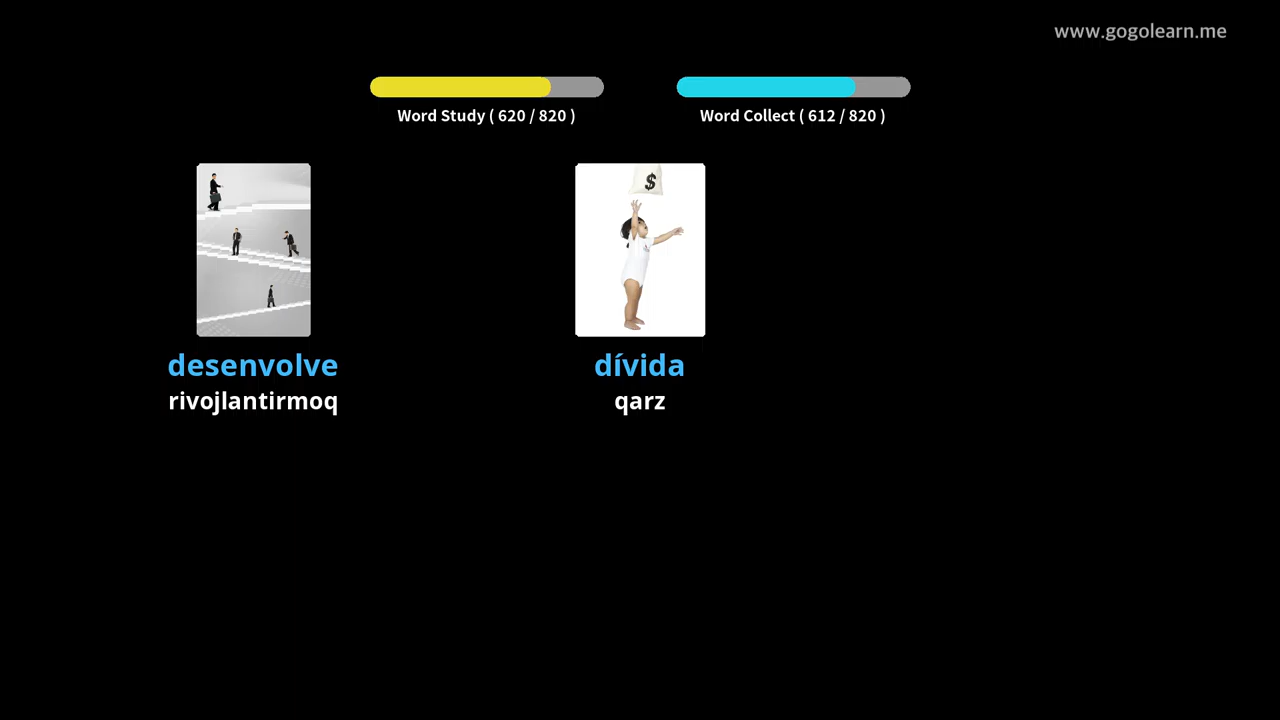 www.gogolearn.me
Word Study ( 620 / 820 )
Word Collect ( 612 / 820 )
$
desenvolve
rivojlantirmoq
dívida
qarz